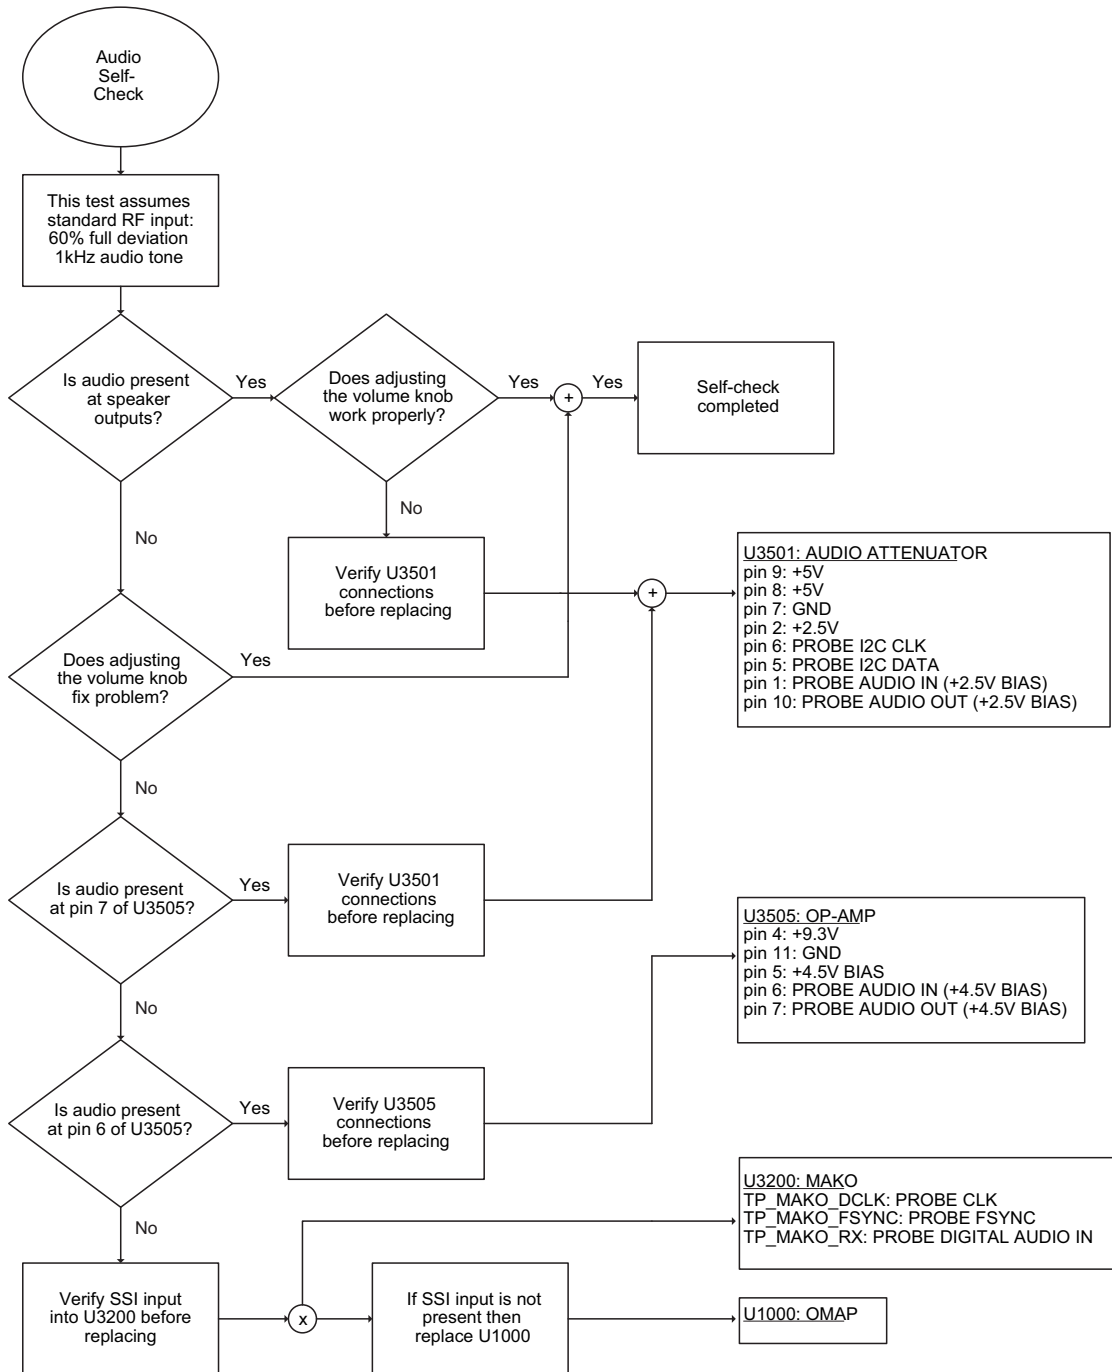 Audio
Self-
Check
This test assumes
standard RF input:
60% full deviation
1kHz audio tone
Is audio present
at speaker
outputs?
Yes
Does adjusting
the volume knob
work properly?
Yes
+
Yes
Self-check
completed
No
No
Verify U3501
connections
before replacing
+
U3501: AUDIO ATTENUATOR
pin 9: +5V
pin 8: +5V
pin 7: GND
pin 2: +2.5V
pin 6: PROBE I2C CLK
pin 5: PROBE I2C DATA
pin 1: PROBE AUDIO IN (+2.5V BIAS)
pin 10: PROBE AUDIO OUT (+2.5V BIAS)
Does adjusting
the volume knob
fix problem?
Yes
No
Is audio present
at pin 7 of U3505?
Yes
Verify U3501
connections
before replacing
No
U3505: OP-AMP
pin 4: +9.3V
pin 11: GND
pin 5: +4.5V BIAS
pin 6: PROBE AUDIO IN (+4.5V BIAS)
pin 7: PROBE AUDIO OUT (+4.5V BIAS)
Is audio present
at pin 6 of U3505?
Yes
Verify U3505
connections
before replacing
No
U3200: MAKO
TP_MAKO_DCLK: PROBE CLK
TP_MAKO_FSYNC: PROBE FSYNC
TP_MAKO_RX: PROBE DIGITAL AUDIO IN
Verify SSI input
into U3200 before
replacing
x
If SSI input is not
present then
replace U1000
U1000: OMAP